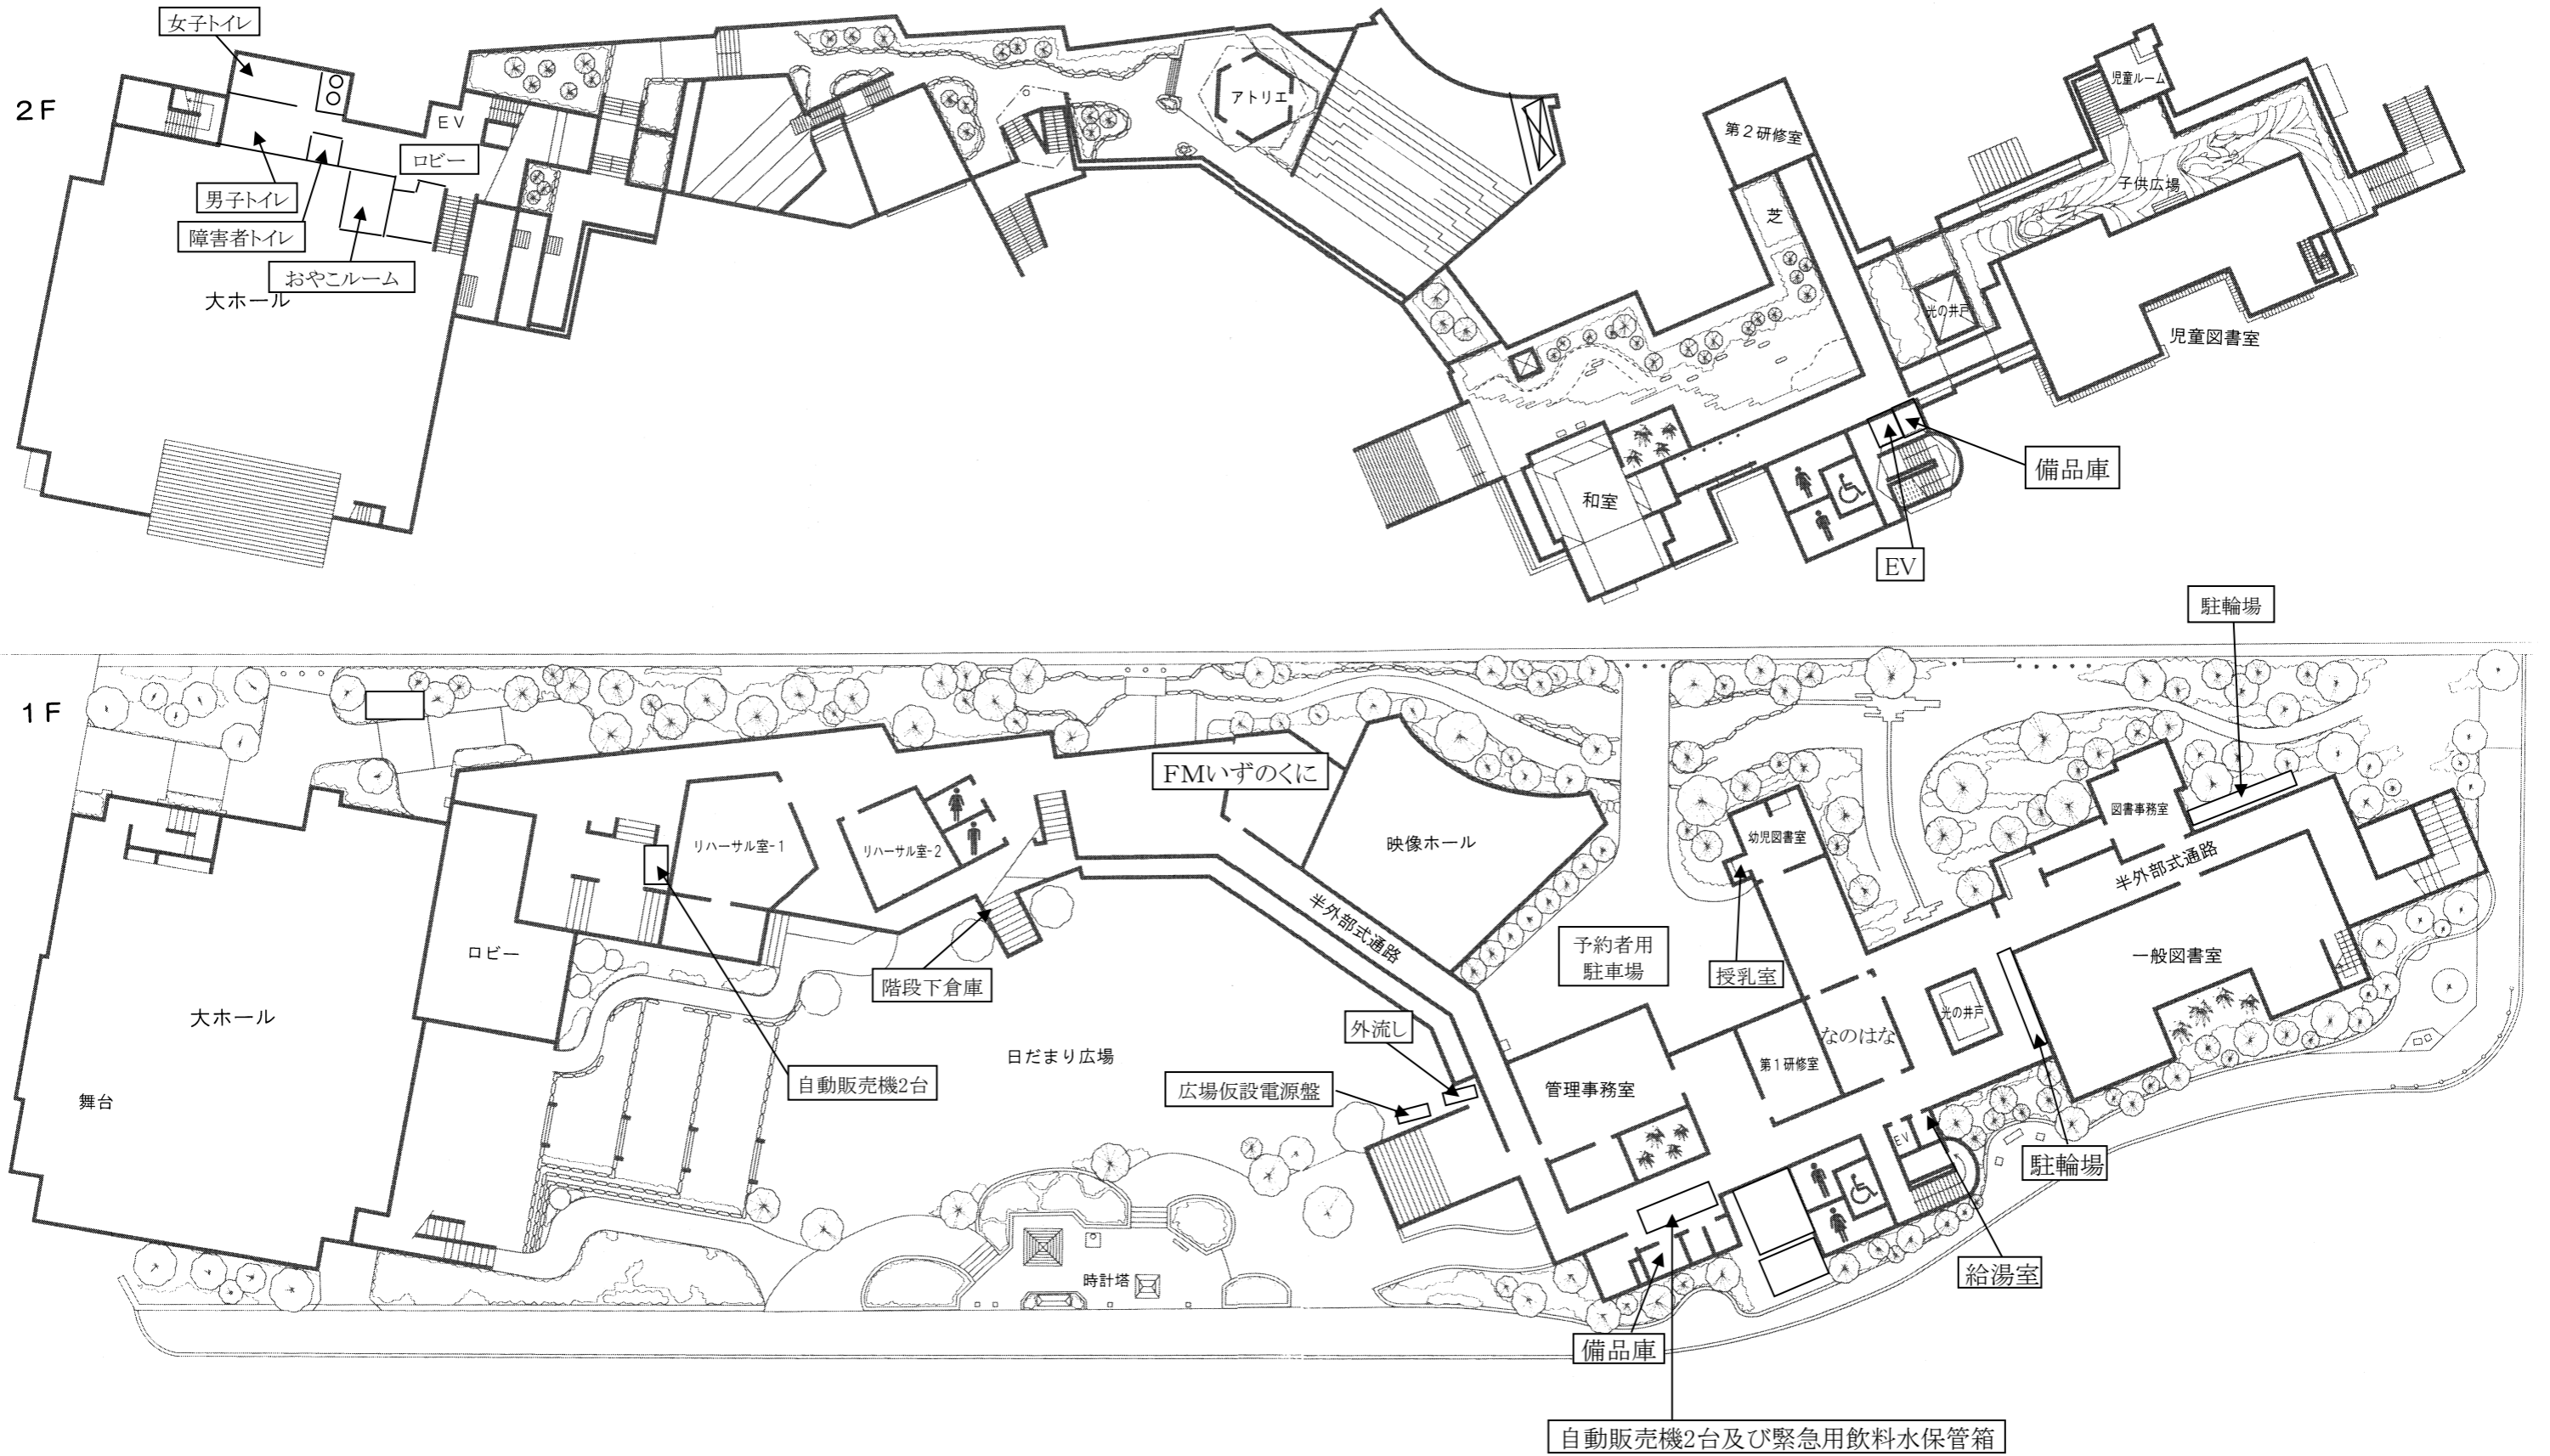 女子トイレ
2F
EV
ロビー
男子トイレ
障害者トイレ
おやこルーム
大ホール
アトリエ
第2研修室
芝
児童ルーム
子供広場
光の井戸
児童図書室
和室
備品庫
EV
駐輪場
1F
FMいずのくに
リハーサル室-1
リハーサル室-2
映像ホール
幼児図書室
図書事務室
半外部式通路
半外部式通路
ロビー
階段下倉庫
予約者用
駐車場
授乳室
一般図書室
大ホール
舞台
日だまり広場
外流し
光の井戸
なのはな
第1研修室
管理事務室
自動販売機2台
広場仮設電源盤
EV
駐輪場
時計塔
給湯室
備品庫
自動販売機2台及び緊急用飲料水保管箱